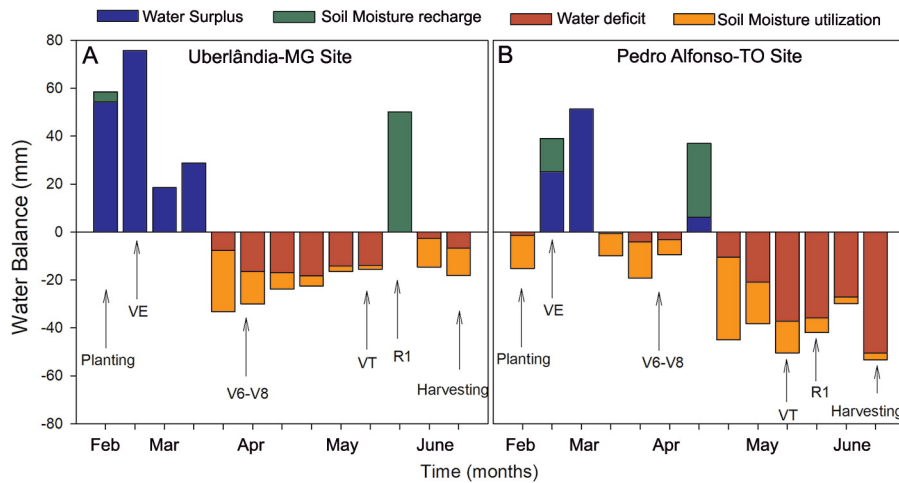 Water Surplus Soil Moisture recharge Water deficit Soil Moisture utilization
A Uberlândia-MG Site
B Pedro Alfonso-TO Site
Water Balance (mm)
80
60
40
20
0
-20
-40
-60
-80
Planting
VE
V6-V8
VT
R1
Harvesting
Planting
VE
V6-V8
VT
R1
Harvesting
Feb Mar Apr May June
Feb Mar Apr May June
Time (months)